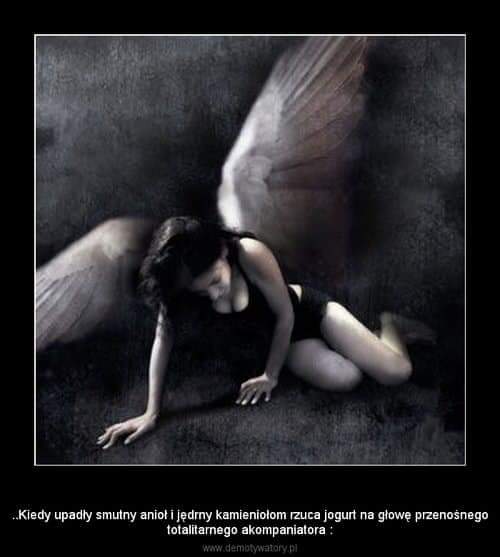 ..Kiedy upadły smutny anioł i jędrny kamieniołom rzuca jogurt na głowę przenośnego
totalitarnego akompaniatora :
www.demotywatory.pl